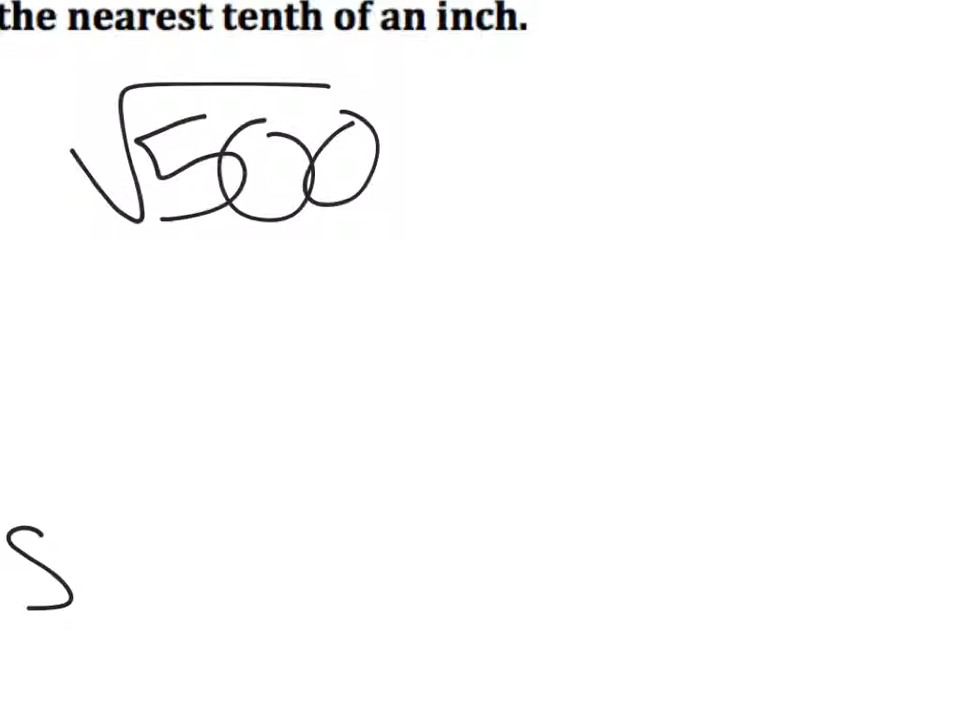 the nearest tenth of an inch.
√500
S